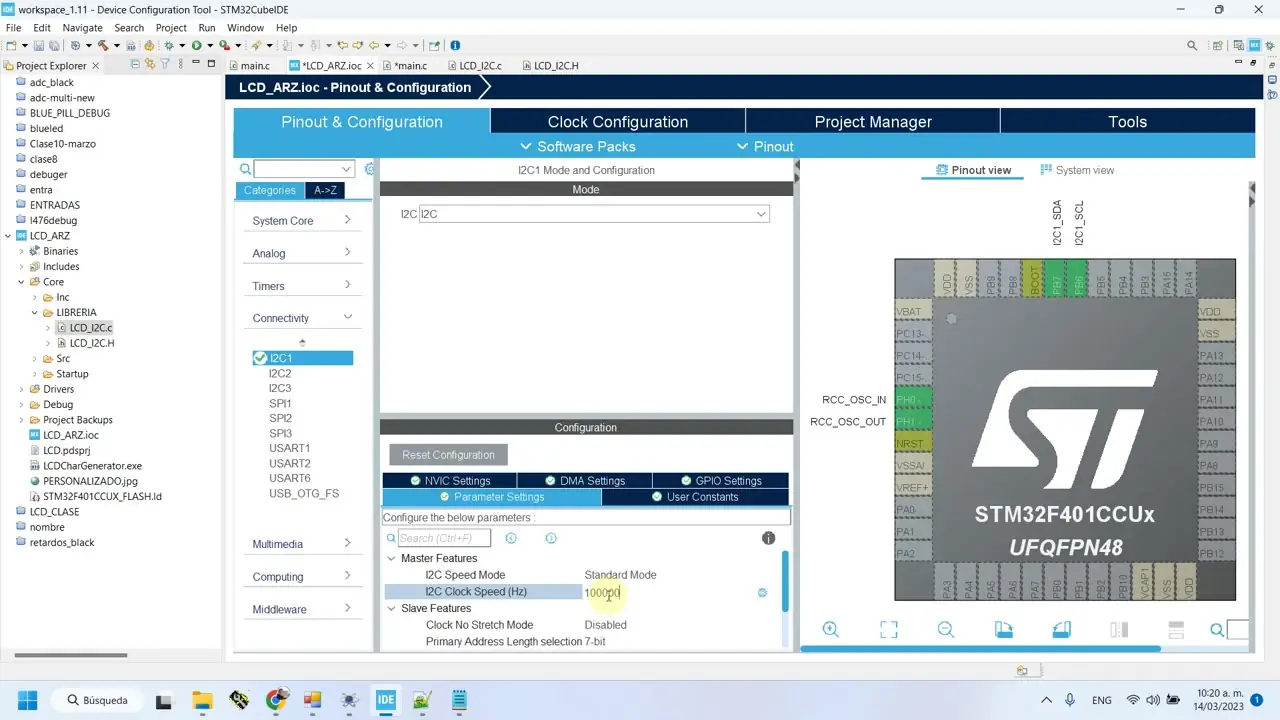 workspace_1.11 - Device Configuration Tool - STM32CubeIDE
File Edit Navigate Search Project Run Window Help
Project Explorer
main.c *LCD_ARZ.ioc *main.c LCD_I2C.c LCD_I2C.H
adc_black
adc-multi-new
BLUE_PILL_DEBUG
blueled
Clase10-marzo
clase8
debuger
entra
ENTRADAS
l476debug
LCD_ARZ
Binaries
Includes
Core
Inc
LIBRERIA
LCD_I2C.c
LCD_I2C.H
Src
Startup
Drivers
Debug
Project Backups
LCD_ARZ.ioc
LCD.pdsprj
LCDCharGenerator.exe
PERSONALIZADO.jpg
STM32F401CCUX_FLASH.ld
LCD_CLASE
nombre
retardos_black
LCD_ARZ.ioc - Pinout & Configuration
Pinout & Configuration Clock Configuration Project Manager Tools
Software Packs Pinout
Categories A->Z
System Core
Analog
Timers
Connectivity
I2C1
I2C2
I2C3
SPI1
SPI2
SPI3
USART1
USART2
USART6
USB_OTG_FS
Multimedia
Computing
Middleware
I2C1 Mode and Configuration
Mode
I2C I2C
Configuration
Reset Configuration
NVIC Settings DMA Settings GPIO Settings
Parameter Settings User Constants
Configure the below parameters :
Search (Ctrl+F)
Master Features
I2C Speed Mode Standard Mode
I2C Clock Speed (Hz) 100000
Slave Features
Clock No Stretch Mode Disabled
Primary Address Length selection 7-bit
Pinout view System view
I2C1_SDA I2C1_SCL
VDD VSS PB9 PB8 BOOT PB7 PB6 PB5 PB4 PB3 PA15 PA14
VBAT VDD
PC13- VSS
PC14- PA13
PC15- PA12
RCC_OSC_IN PH0 - PA11
RCC_OSC_OUT PH1 - PA10
NRST PA9
VSSA/ PA8
VREF+ PB15
PA0- PB14
PA1 PB13
PA2 PB12
STM32F401CCUx
UFQFPN48
PA3 PA4 PA5 PA6 PA7 PB0 PB1 PB2 PB10 VCAP1 VSS VDD
Búsqueda
ENG
10:20 a. m.
14/03/2023
1